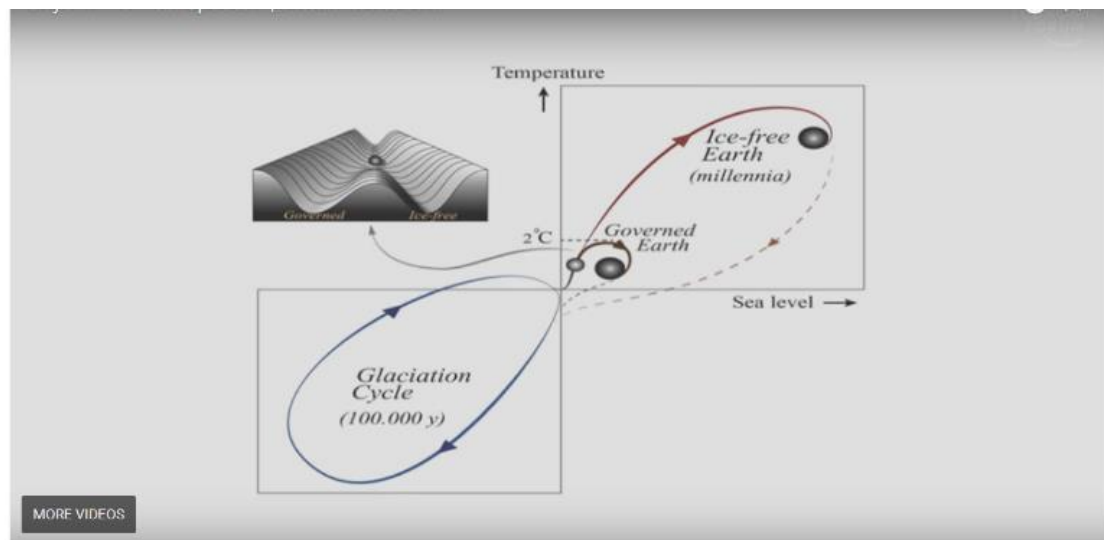 Temperature
Ice-free
Earth
(millennia)
Governed
Ice-free
2°C
Governed
Earth
Sea level
Glaciation
Cycle
(100.000 y)
MORE VIDEOS